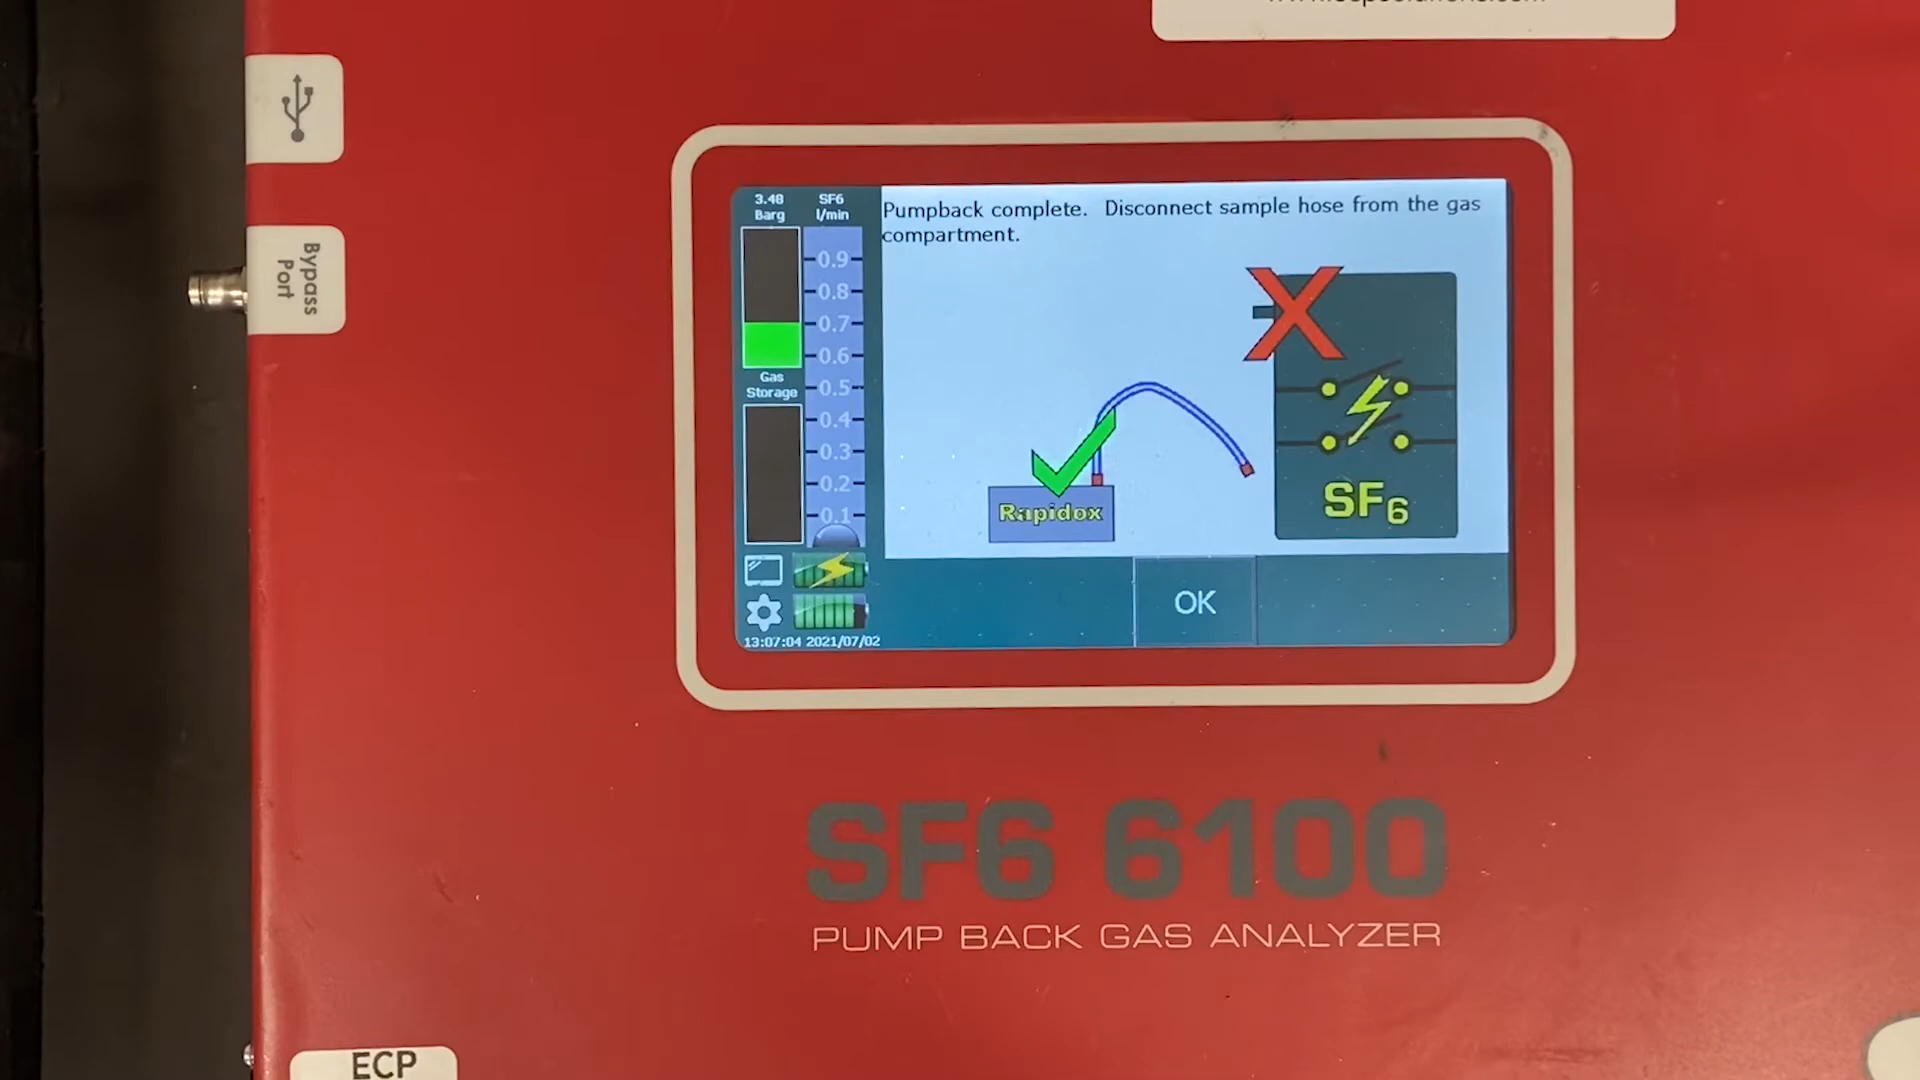 Bypass
Port
3.48
Barg
SF6
l/min
Pumpback complete. Disconnect sample hose from the gas
compartment.
0.9
0.8
0.7
0.6
Gas
Storage
0.5
0.4
0.3
0.2
0.1
Rapidox
SF6
OK
13:07:04 2021/07/02
SF6 6100
PUMP BACK GAS ANALYZER
ECP